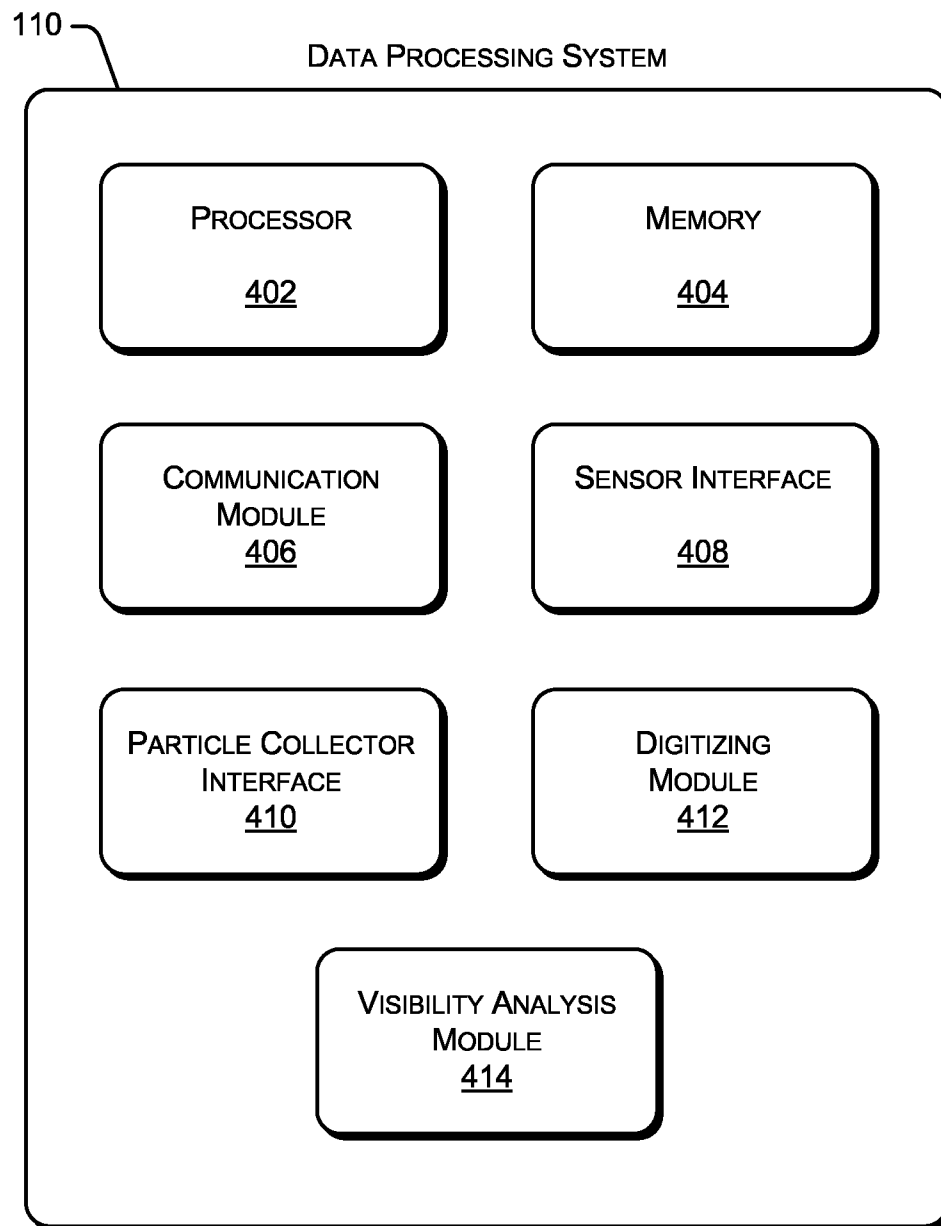 110
DATA PROCESSING SYSTEM
PROCESSOR
402
MEMORY
404
COMMUNICATION
MODULE
406
SENSOR INTERFACE
408
PARTICLE COLLECTOR
INTERFACE
410
DIGITIZING
MODULE
412
VISIBILITY ANALYSIS
MODULE
414